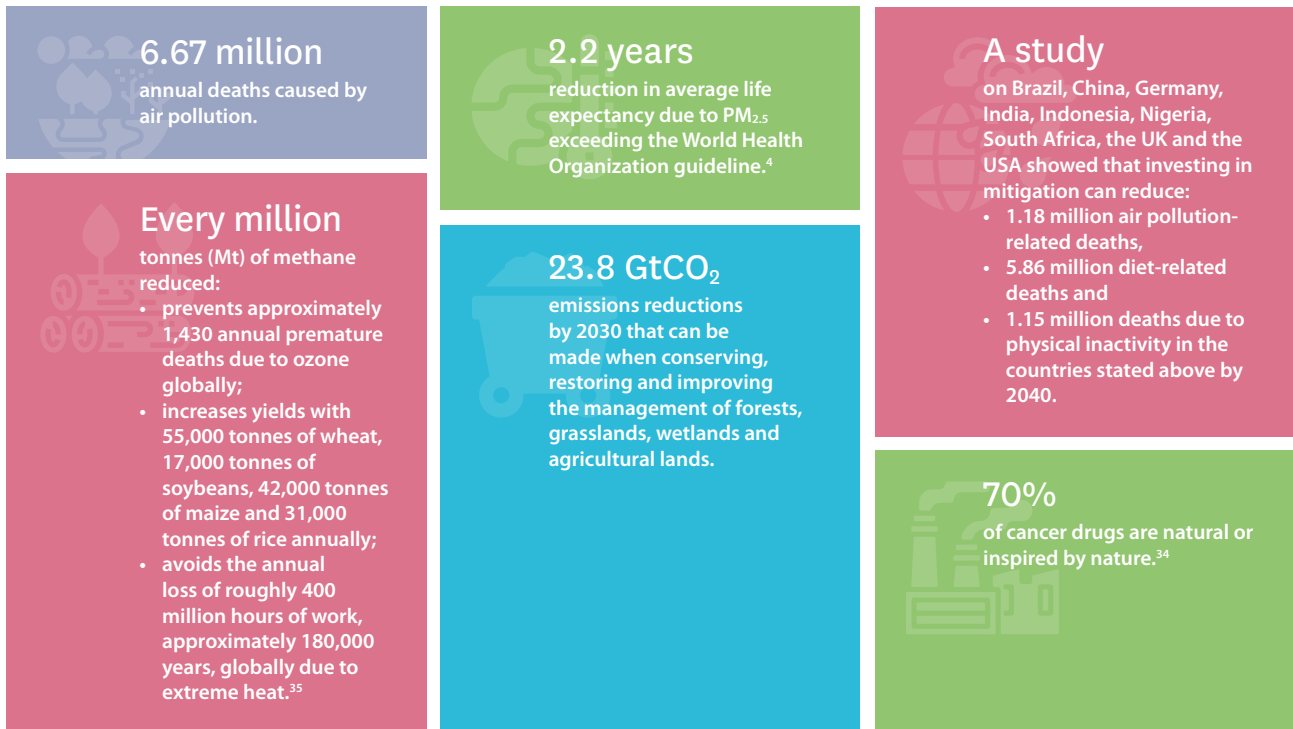 6.67 million
annual deaths caused by
air pollution.
Every million
tonnes (Mt) of methane
reduced:
• prevents approximately
1,430 annual premature
deaths due to ozone
globally;
• increases yields with
55,000 tonnes of wheat,
17,000 tonnes of
soybeans, 42,000 tonnes
of maize and 31,000
tonnes of rice annually;
• avoids the annual
loss of roughly 400
million hours of work,
approximately 180,000
years, globally due to
extreme heat.³⁵
2.2 years
reduction in average life
expectancy due to PM₂.₅
exceeding the World Health
Organization guideline.⁴
23.8 GtCO₂
emissions reductions
by 2030 that can be
made when conserving,
restoring and improving
the management of forests,
grasslands, wetlands and
agricultural lands.
A study
on Brazil, China, Germany,
India, Indonesia, Nigeria,
South Africa, the UK and the
USA showed that investing in
mitigation can reduce:
• 1.18 million air pollution-
related deaths,
• 5.86 million diet-related
deaths and
• 1.15 million deaths due to
physical inactivity in the
countries stated above by
2040.
70%
of cancer drugs are natural or
inspired by nature.³⁴